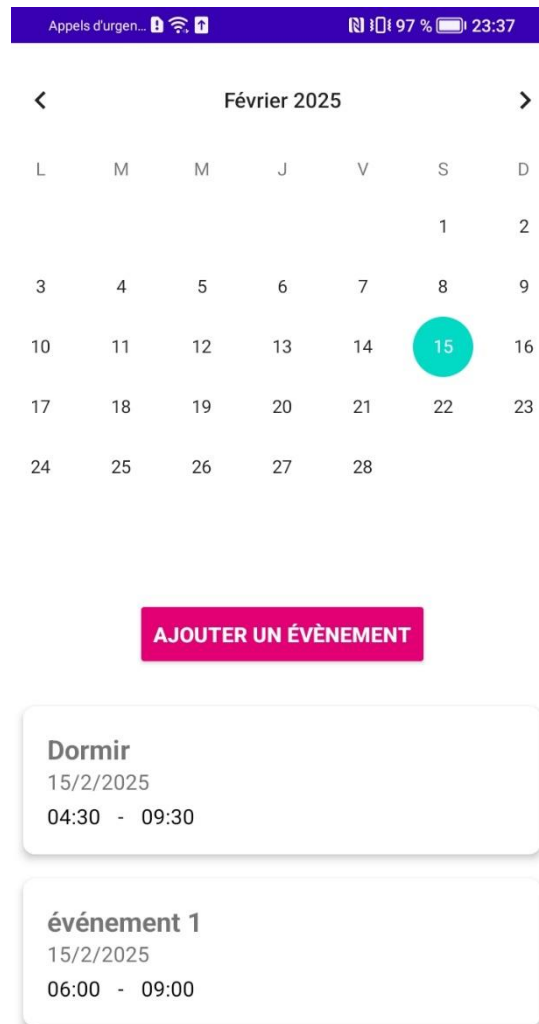 Appels d'urgen... 97 % 23:37
Février 2025
L M M J V S D
1 2
3 4 5 6 7 8 9
10 11 12 13 14 15 16
17 18 19 20 21 22 23
24 25 26 27 28
AJOUTER UN ÉVÈNEMENT
Dormir
15/2/2025
04:30 - 09:30
événement 1
15/2/2025
06:00 - 09:00